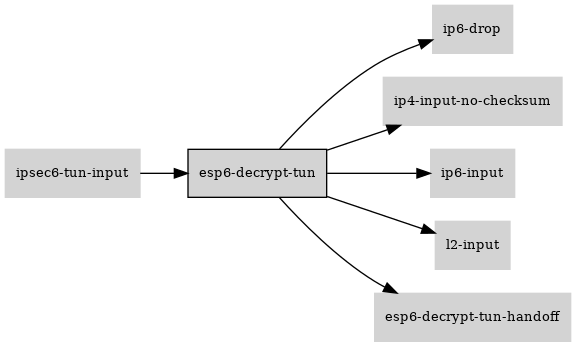 ip6-drop
ip4-input-no-checksum
ipsec6-tun-input
esp6-decrypt-tun
ip6-input
l2-input
esp6-decrypt-tun-handoff